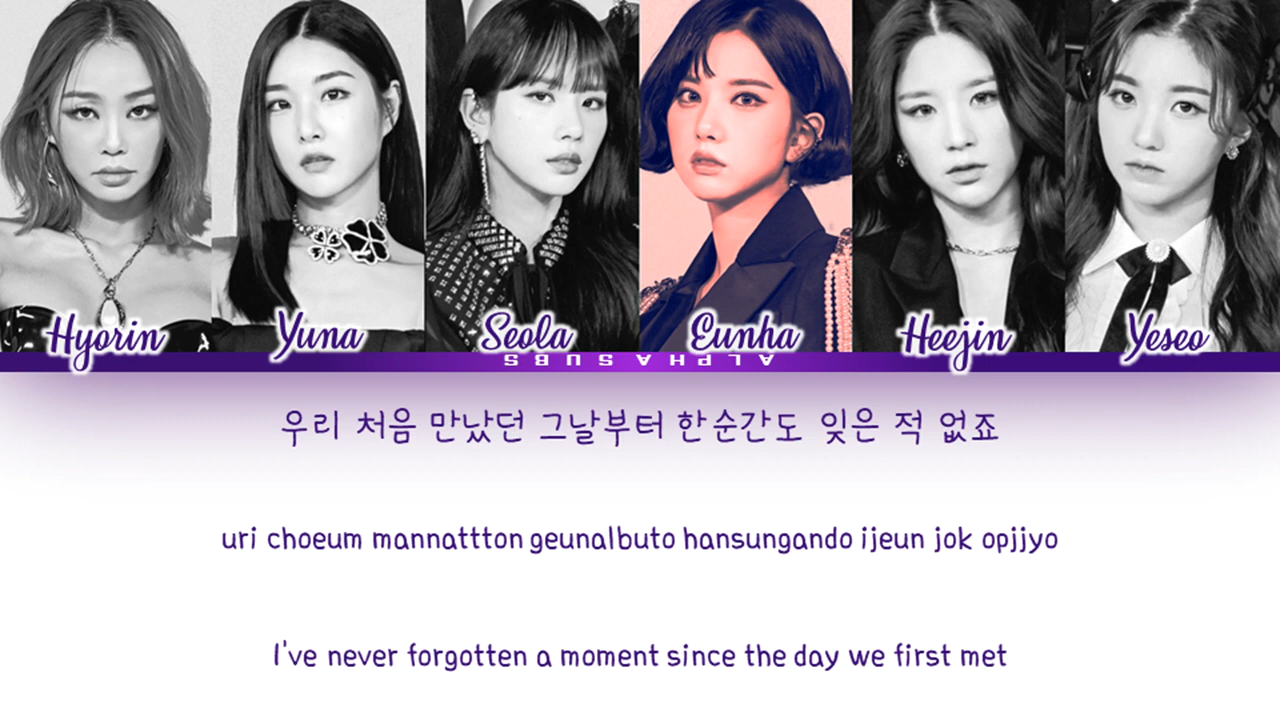 Hyorin Yuna Seola Eunha Heejin Yeseo
ALPHA SUBS
우리 처음 만났던 그날부터 한순간도 잊은 적 없죠
uri choeum mannattton geunalbuto hansungando ijeun jok opjjyo
I've never forgotten a moment since the day we first met